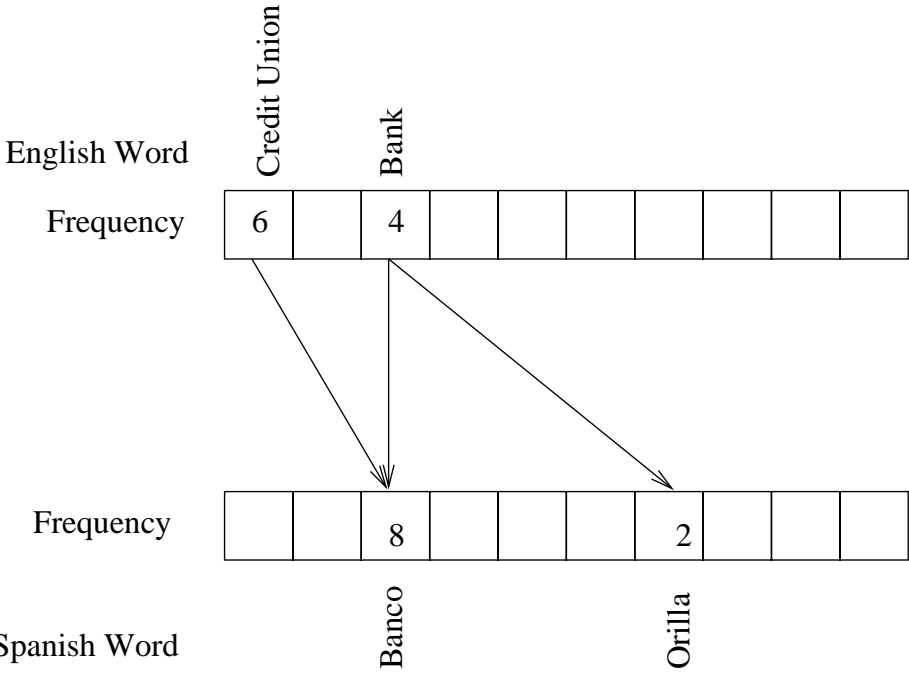 Credit Union
Bank
English Word
Frequency
6
4
Frequency
8
2
Banco
Orilla
Spanish Word